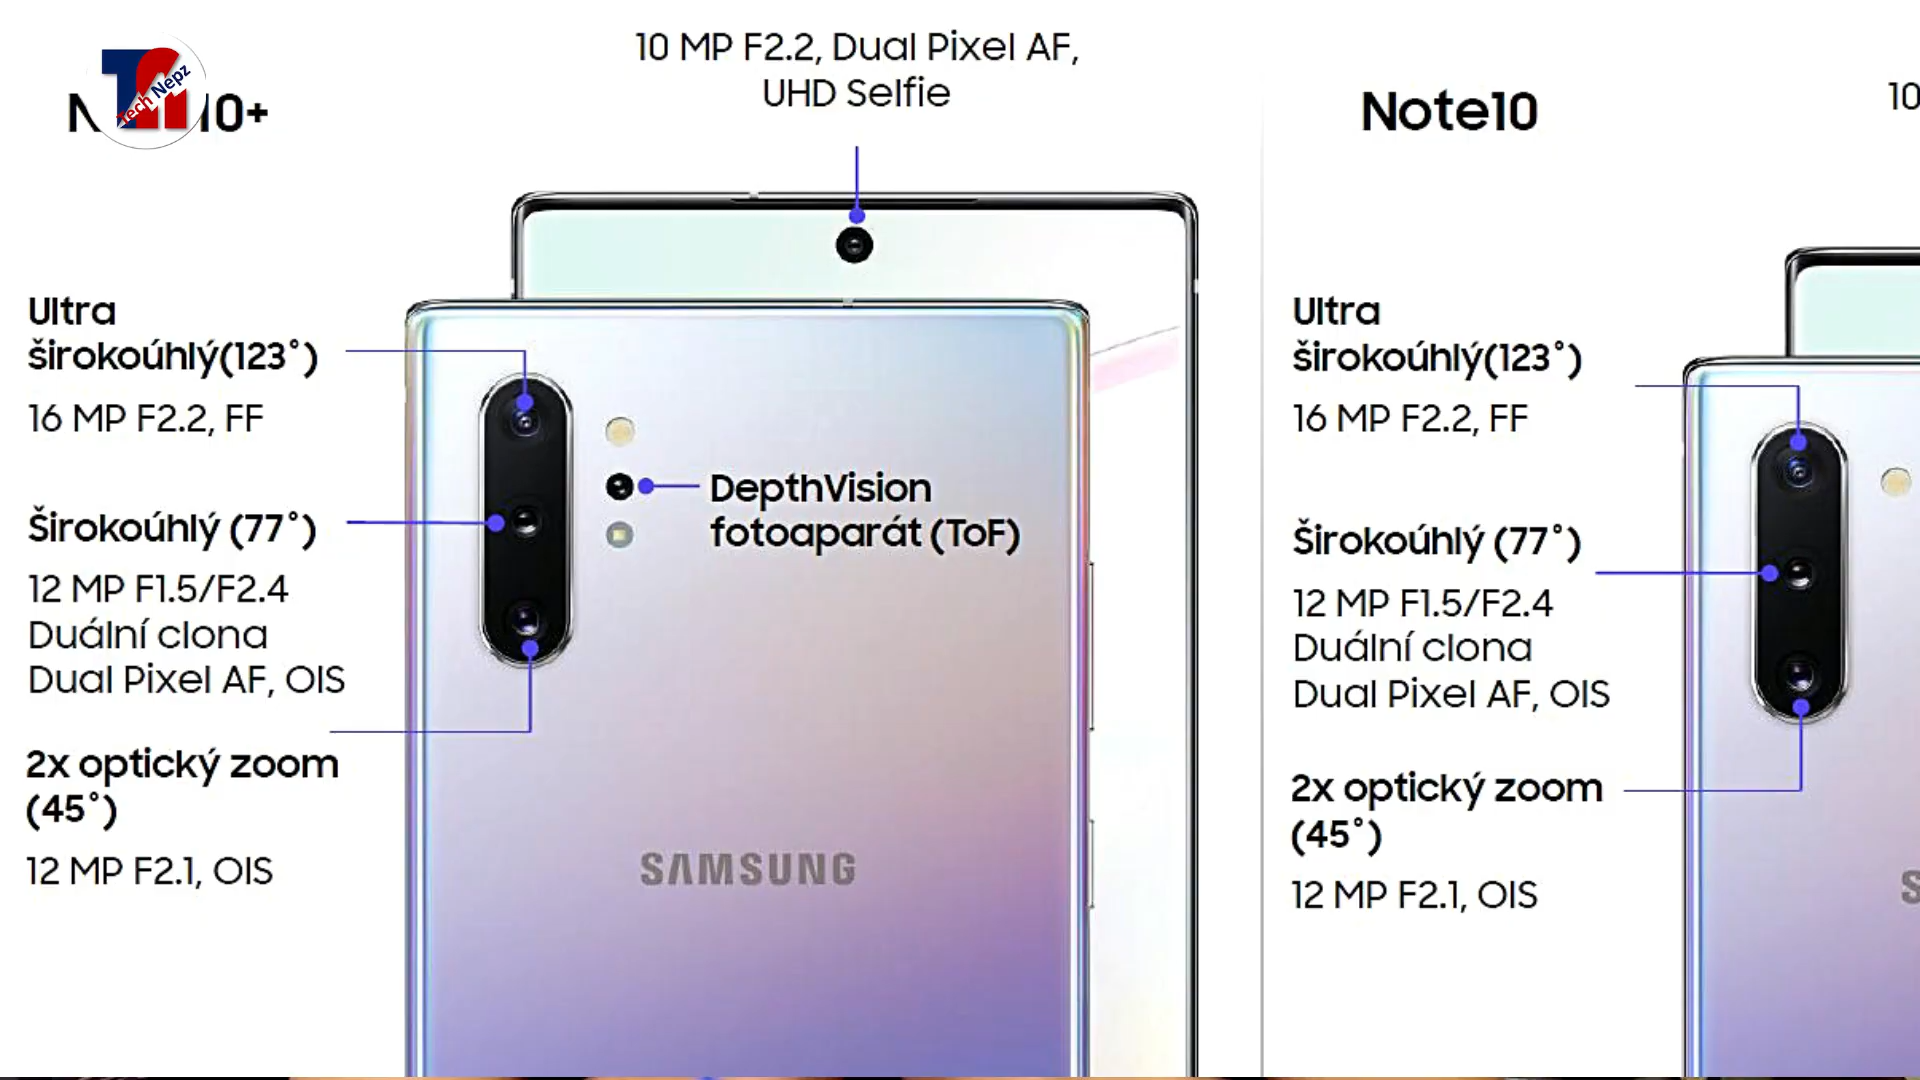 Tech Nepz
10+
10 MP F2.2, Dual Pixel AF,
UHD Selfie
Ultra
širokoúhlý(123°)
16 MP F2.2, FF
Širokoúhlý (77°)
12 MP F1.5/F2.4
Duální clona
Dual Pixel AF, OIS
2x optický zoom
(45°)
12 MP F2.1, OIS
DepthVision
fotoaparát (ToF)
SAMSUNG
Note10
10
Ultra
širokoúhlý(123°)
16 MP F2.2, FF
Širokoúhlý (77°)
12 MP F1.5/F2.4
Duální clona
Dual Pixel AF, OIS
2x optický zoom
(45°)
12 MP F2.1, OIS
S